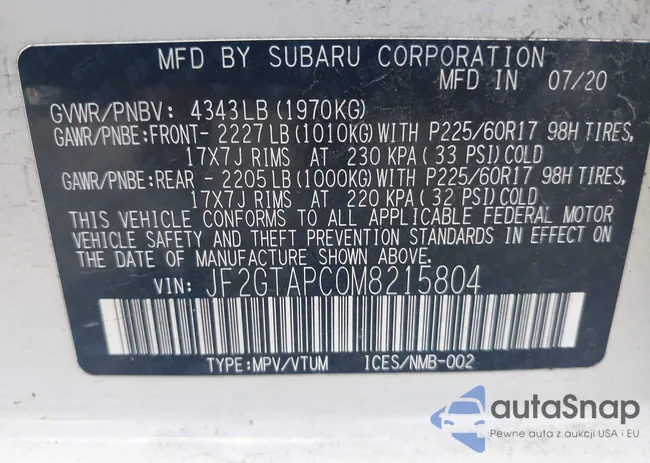 MFD BY SUBARU CORPORATION
MFD IN 07/20
GVWR/PNBV: 4343LB (1970KG)
GAWR/PNBE:FRONT- 2227LB (1010KG) WITH P225/60R17 98H TIRES,
17X7J RIMS AT 230 KPA ( 33 PSI) COLD
GAWR/PNBE:REAR - 2205LB (1000KG) WITH P225/60R17 98H TIRES,
17X7J RIMS AT 220 KPA ( 32 PSI) COLD
THIS VEHICLE CONFORMS TO ALL APPLICABLE FEDERAL MOTOR
VEHICLE SAFETY AND THEFT PREVENTION STANDARDS IN EFFECT ON
THE DATE OF MANUFACTURE SHOWN ABOVE.
VIN: JF2GTAPC0M8215804
TYPE:MPV/VTUM ICES/NMB-002
autaSnap
Pewne auta z aukcji USA i EU